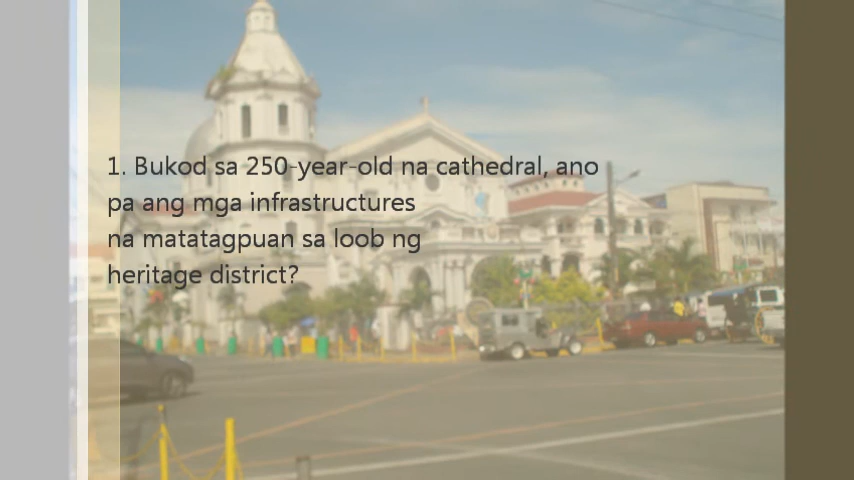 1. Bukod sa 250-year-old na cathedral, ano
pa ang mga infrastructures
na matatagpuan sa loob ng
heritage district?